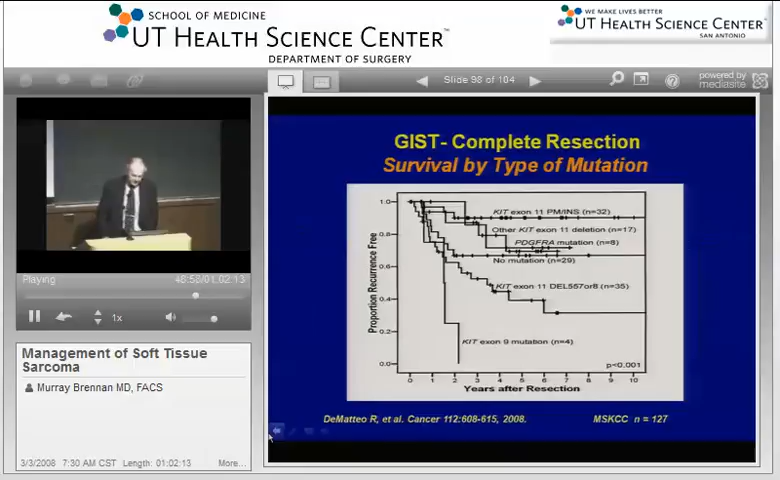 SCHOOL OF MEDICINE
UT HEALTH SCIENCE CENTER™
DEPARTMENT OF SURGERY
WE MAKE LIVES BETTER
UT HEALTH SCIENCE CENTER™
SAN ANTONIO
Slide 98 of 104
powered by
mediasite
GIST- Complete Resection
Survival by Type of Mutation
KIT exon 11 PM/INS (n=32)
Other KIT exon 11 deletion (n=17)
PDGFRA mutation (n=8)
No mutation (n=29)
KIT exon 11 DEL557or8 (n=35)
KIT exon 9 mutation (n=4)
p<0.001
Proportion Recurrence Free
1.0
0.8
0.6
0.4
0.2
0.0
0 1 2 3 4 5 6 7 8 9 10
Years after Resection
DeMatteo R, et al. Cancer 112:608-615, 2008.
MSKCC n = 127
Playing
46:58/01:02:13
1x
Management of Soft Tissue
Sarcoma
Murray Brennan MD, FACS
3/3/2008 7:30 AM CST Length: 01:02:13 More...